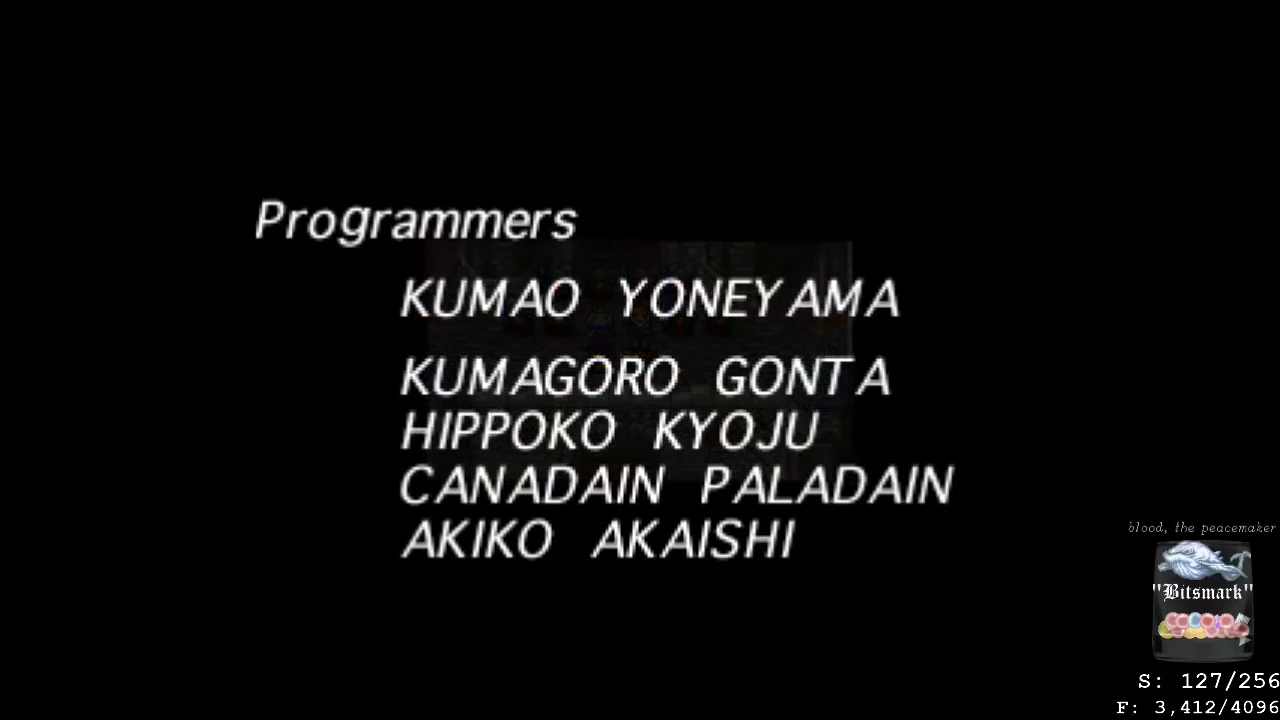 Programmers
KUMAO YONEYAMA
KUMAGORO GONTA
HIPPOKO KYOJU
CANADAIN PALADAIN
AKIKO AKAISHI
blood, the peacemaker
"Bitsmark"
S: 127/256
F: 3,412/4096